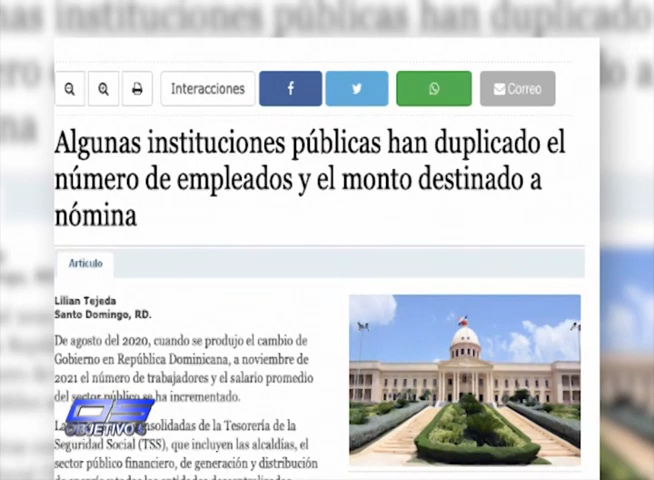 Interacciones
Correo
Algunas instituciones públicas han duplicado el
número de empleados y el monto destinado a
nómina
Artículo
Lilian Tejeda
Santo Domingo, RD.
De agosto del 2020, cuando se produjo el cambio de
Gobierno en República Dominicana, a noviembre de
2021 el número de trabajadores y el salario promedio
del sector público se ha incrementado.
OBJETIVO 5
consolidadas de la Tesorería de la
Seguridad Social (TSS), que incluyen las alcaldías, el
sector público financiero, de generación y distribución